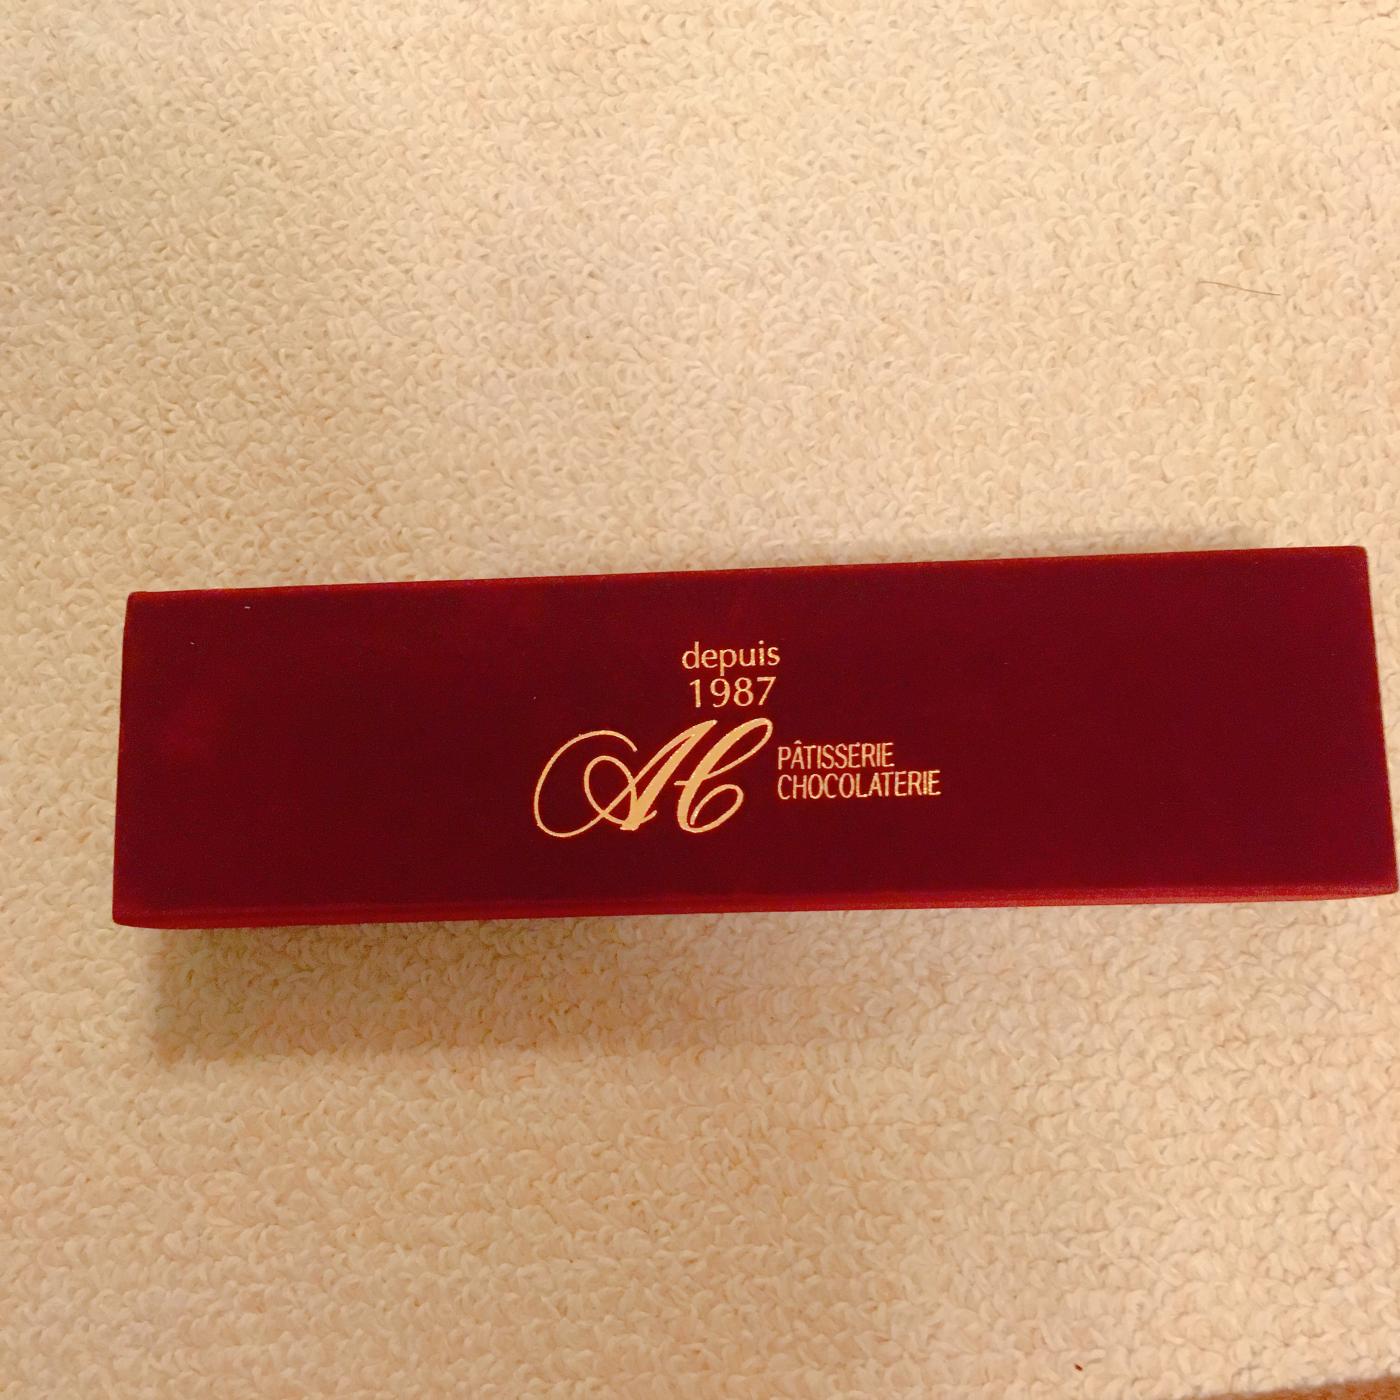 depuis
1987
AC
PÂTISSERIE
CHOCOLATERIE